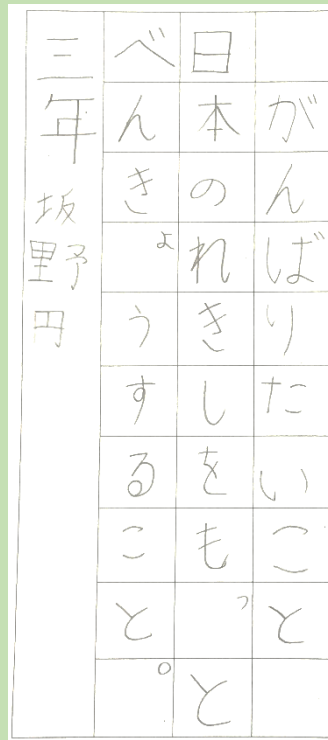 がんばりたいこと
日本のれきしをもっと
べんきょうすること。
三年 坂野円